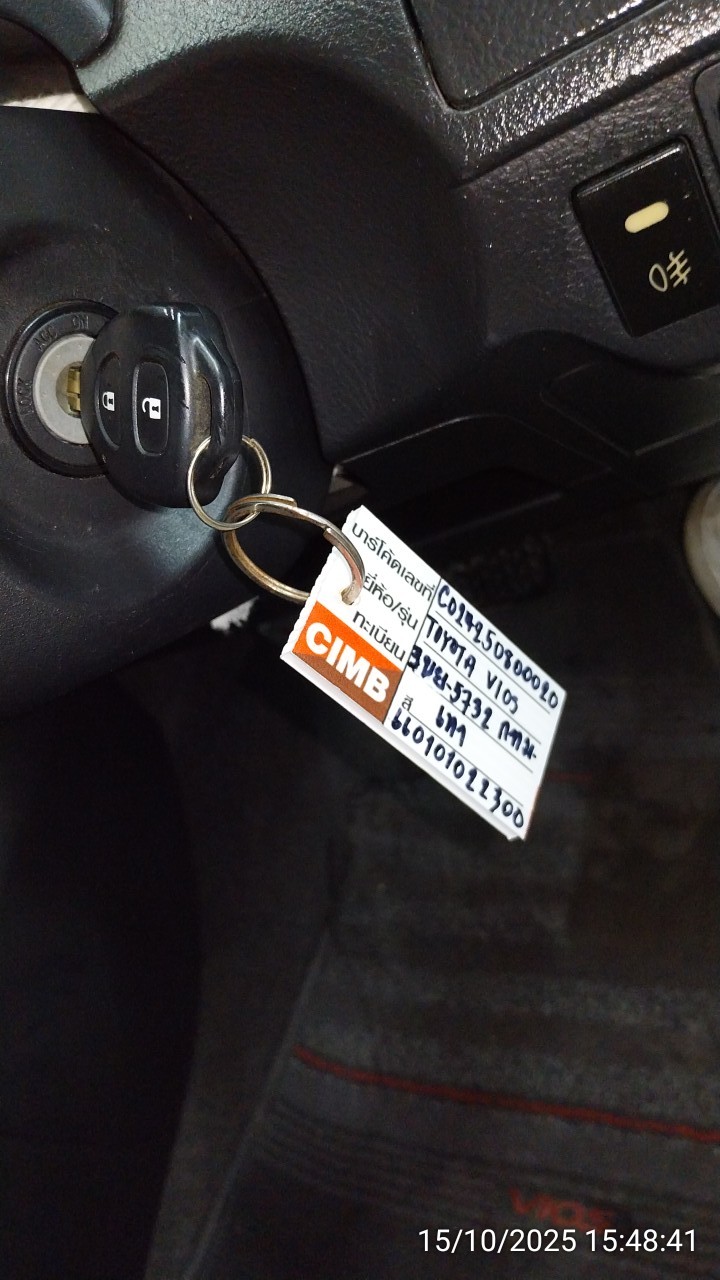 LOCK ACC ON
บาร์โค้ดเลขที่ C024250800020
ยี่ห้อ/รุ่น TOYOTA VIOS
ทะเบียน 3ขย-5732 กทม.
CIMB
สี เทา
660101022300
VIOS
15/10/2025 15:48:41